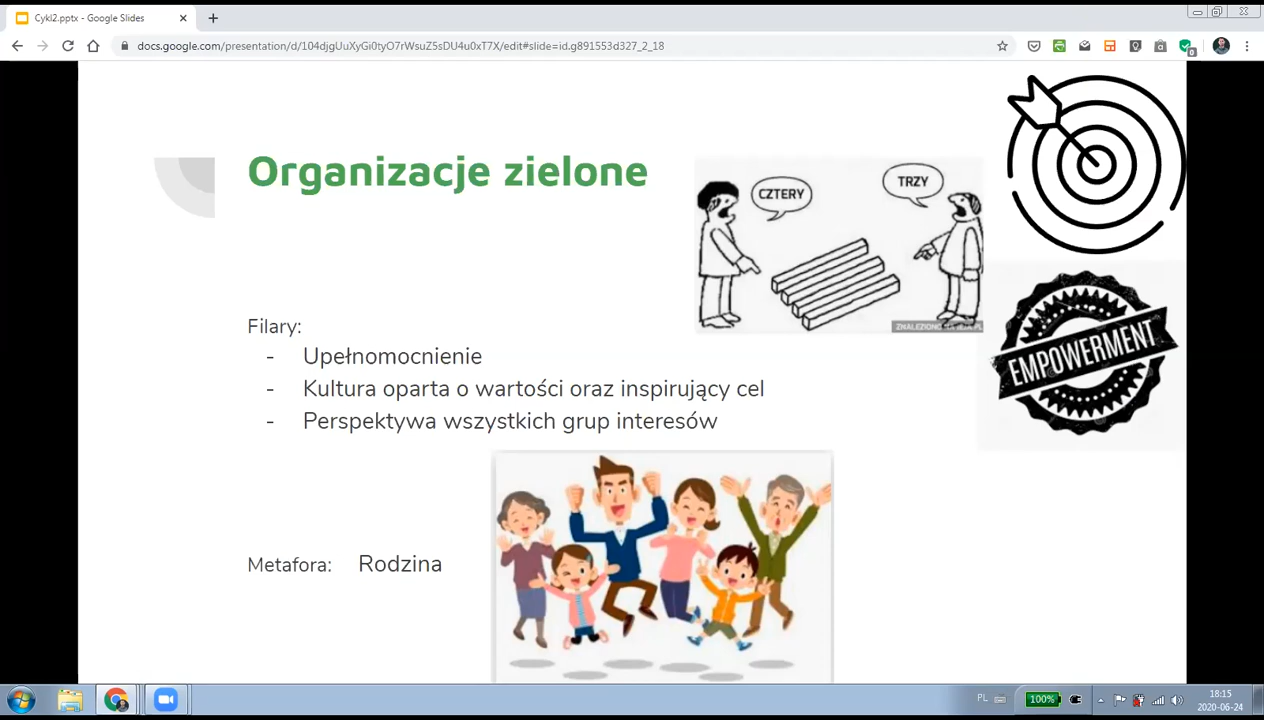 Cykl2.pptx - Google Slides
docs.google.com/presentation/d/104djgUuXyGi0tyO7rWsuZ5sDU4u0xT7X/edit#slide=id.g891553d327_2_18
Organizacje zielone
CZTERY
TRZY
EMPOWERMENT
Filary:
- Upełnomocnienie
- Kultura oparta o wartości oraz inspirujący cel
- Perspektywa wszystkich grup interesów
Metafora: Rodzina
PL
100%
18:15
2020-06-24